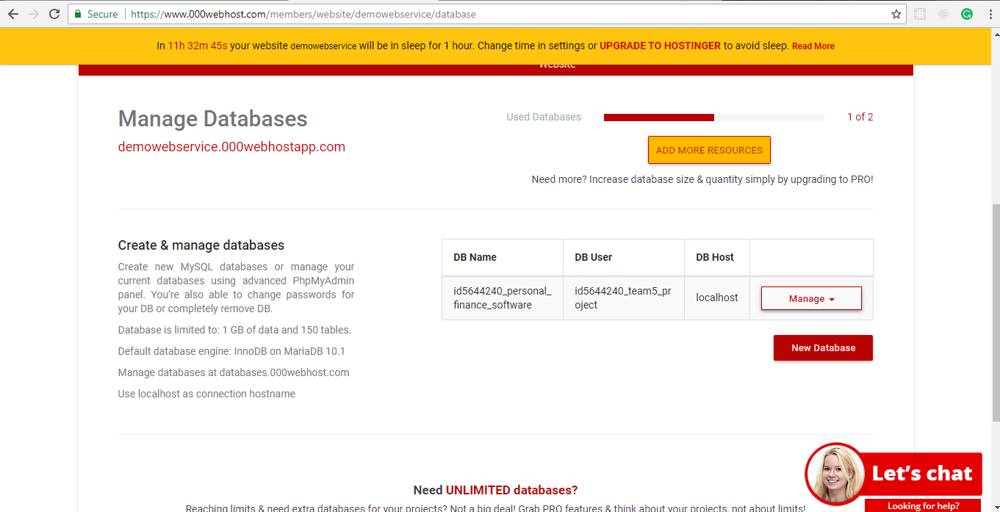 Secure | https://www.000webhost.com/members/website/demowebservice/database
In 11h 32m 45s your website demowebservice will be in sleep for 1 hour. Change time in settings or UPGRADE TO HOSTINGER to avoid sleep. Read More
Website
Manage Databases
demowebservice.000webhostapp.com
Used Databases
1 of 2
ADD MORE RESOURCES
Need more? Increase database size & quantity simply by upgrading to PRO!
Create & manage databases
Create new MySQL databases or manage your
current databases using advanced PhpMyAdmin
panel. You're also able to change passwords for
your DB or completely remove DB.
Database is limited to: 1 GB of data and 150 tables.
Default database engine: InnoDB on MariaDB 10.1
Manage databases at databases.000webhost.com
Use localhost as connection hostname
DB Name DB User DB Host
id5644240_personal_ id5644240_team5_pr localhost Manage
finance_software oject
New Database
Need UNLIMITED databases?
Reaching limits & need extra databases for your projects? Not a big deal! Grab PRO features & think about your projects, not about limits!
Let's chat
Looking for help?